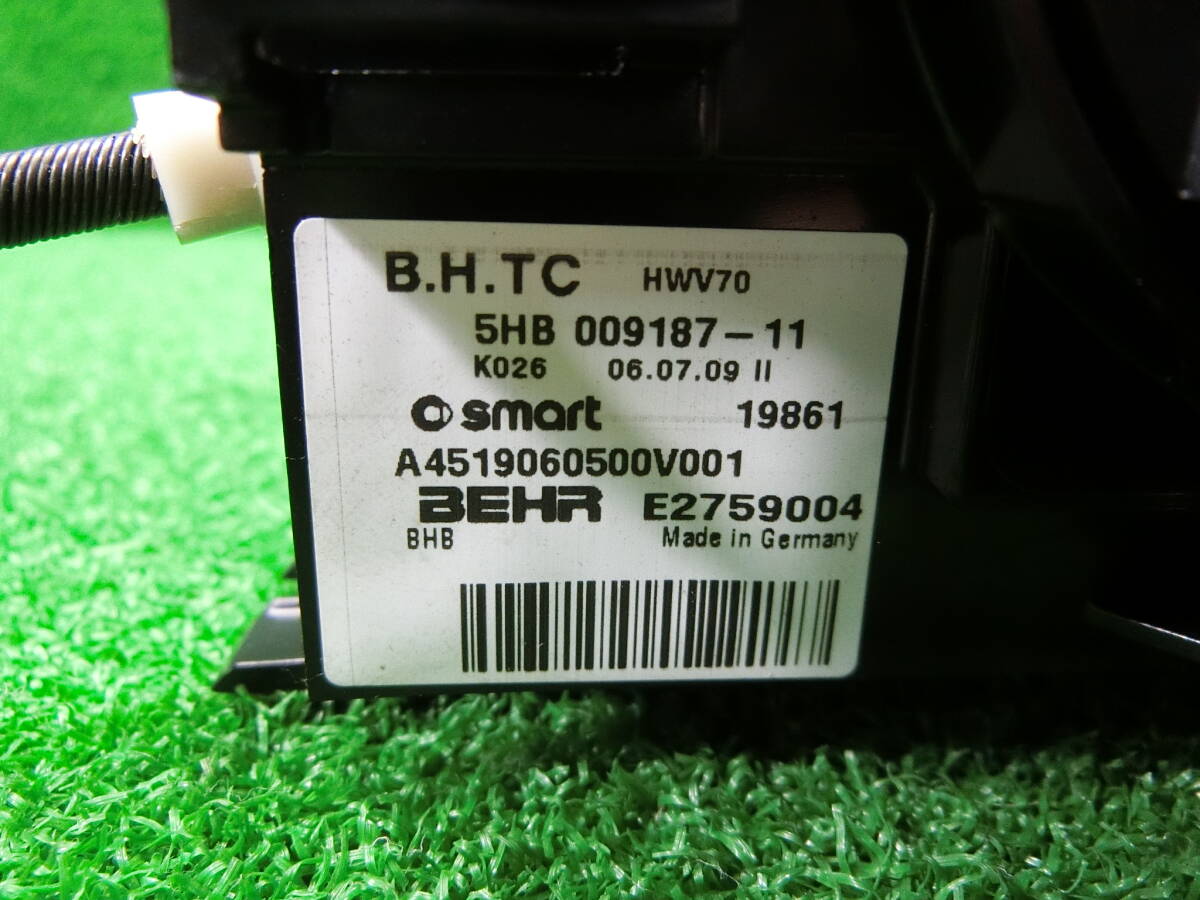 B.H.TC HWV70
5HB 009187-11
K026 06.07.09 II
smart 19861
A4519060500V001
BEHR E2759004
BHB Made in Germany